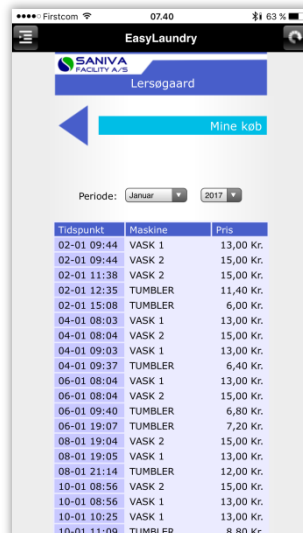 Firstcom 07.40 63 %
EasyLaundry
SANIVA
FACILITY A/S
Lersøgaard
Mine køb
Periode: Januar 2017
Tidspunkt Maskine Pris
02-01 09:44 VASK 1 13,00 Kr.
02-01 09:44 VASK 2 15,00 Kr.
02-01 11:38 VASK 2 15,00 Kr.
02-01 12:35 TUMBLER 11,40 Kr.
02-01 15:08 TUMBLER 6,00 Kr.
04-01 08:03 VASK 1 13,00 Kr.
04-01 08:04 VASK 2 15,00 Kr.
04-01 09:03 VASK 1 13,00 Kr.
04-01 09:37 TUMBLER 6,40 Kr.
06-01 08:04 VASK 1 13,00 Kr.
06-01 08:04 VASK 2 15,00 Kr.
06-01 09:40 TUMBLER 6,80 Kr.
06-01 19:07 TUMBLER 7,20 Kr.
08-01 19:04 VASK 2 15,00 Kr.
08-01 19:05 VASK 1 13,00 Kr.
08-01 21:14 TUMBLER 12,00 Kr.
10-01 08:56 VASK 2 15,00 Kr.
10-01 08:56 VASK 1 13,00 Kr.
10-01 10:25 VASK 1 13,00 Kr.
10-01 11:09 TUMBLER 8,80 Kr.